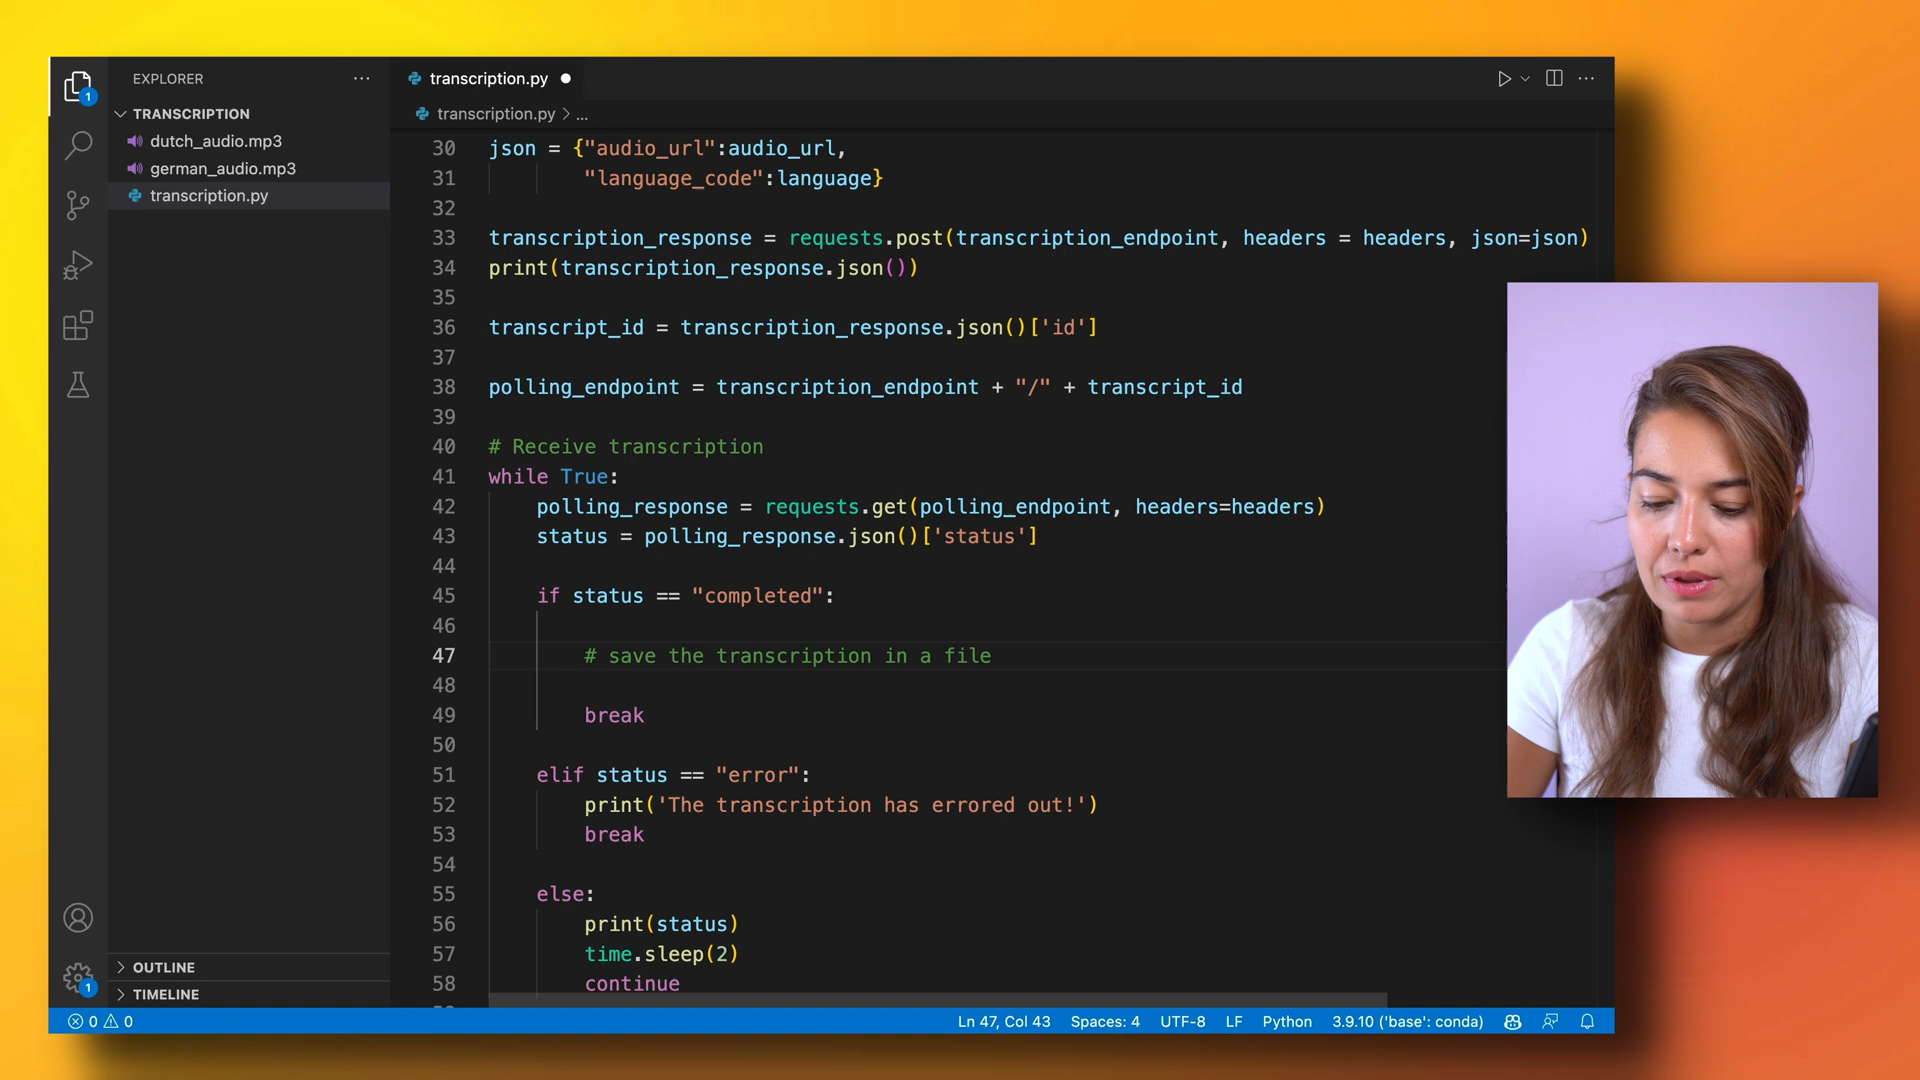 EXPLORER
TRANSCRIPTION
dutch_audio.mp3
german_audio.mp3
transcription.py
OUTLINE
TIMELINE
transcription.py
transcription.py > ...
30 json = {"audio_url":audio_url,
31 "language_code":language}
32
33 transcription_response = requests.post(transcription_endpoint, headers = headers, json=json)
34 print(transcription_response.json())
35
36 transcript_id = transcription_response.json()['id']
37
38 polling_endpoint = transcription_endpoint + "/" + transcript_id
39
40 # Receive transcription
41 while True:
42 polling_response = requests.get(polling_endpoint, headers=headers)
43 status = polling_response.json()['status']
44
45 if status == "completed":
46
47 # save the transcription in a file
48
49 break
50
51 elif status == "error":
52 print('The transcription has errored out!')
53 break
54
55 else:
56 print(status)
57 time.sleep(2)
58 continue
1
1
0 0
Ln 47, Col 43 Spaces: 4 UTF-8 LF Python 3.9.10 ('base': conda)